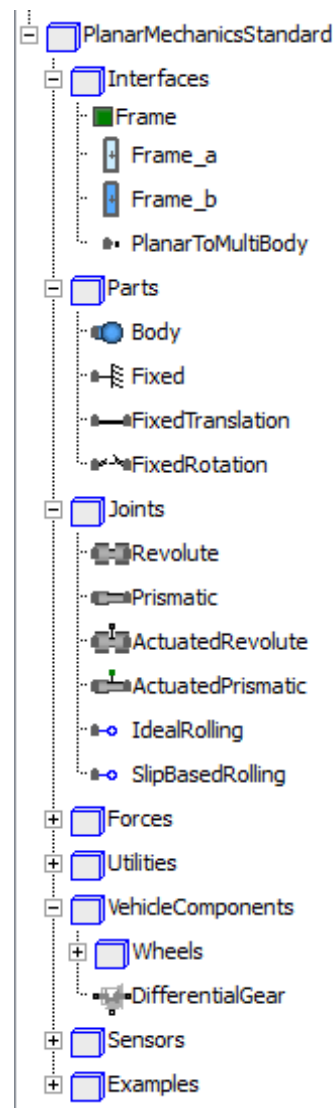 PlanarMechanicsStandard
Interfaces
Frame
Frame_a
Frame_b
PlanarToMultiBody
Parts
Body
Fixed
FixedTranslation
FixedRotation
Joints
Revolute
Prismatic
ActuatedRevolute
ActuatedPrismatic
IdealRolling
SlipBasedRolling
Forces
Utilities
VehicleComponents
Wheels
DifferentialGear
Sensors
Examples